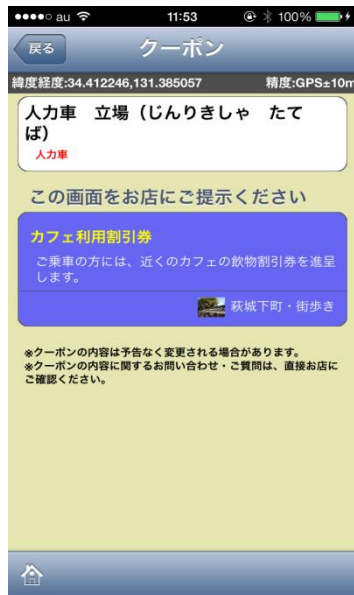 au 11:53 100%
戻る クーポン
緯度経度:34.412246,131.385057 精度:GPS±10m
人力車 立場（じんりきしゃ たて
ば）
人力車
この画面をお店にご提示ください
カフェ利用割引券
ご乗車の方には、近くのカフェの飲物割引券を進呈
します。
萩城下町・街歩き
※クーポンの内容は予告なく変更される場合があります。
※クーポンの内容に関するお問い合わせ・ご質問は、直接お店に
ご確認ください。